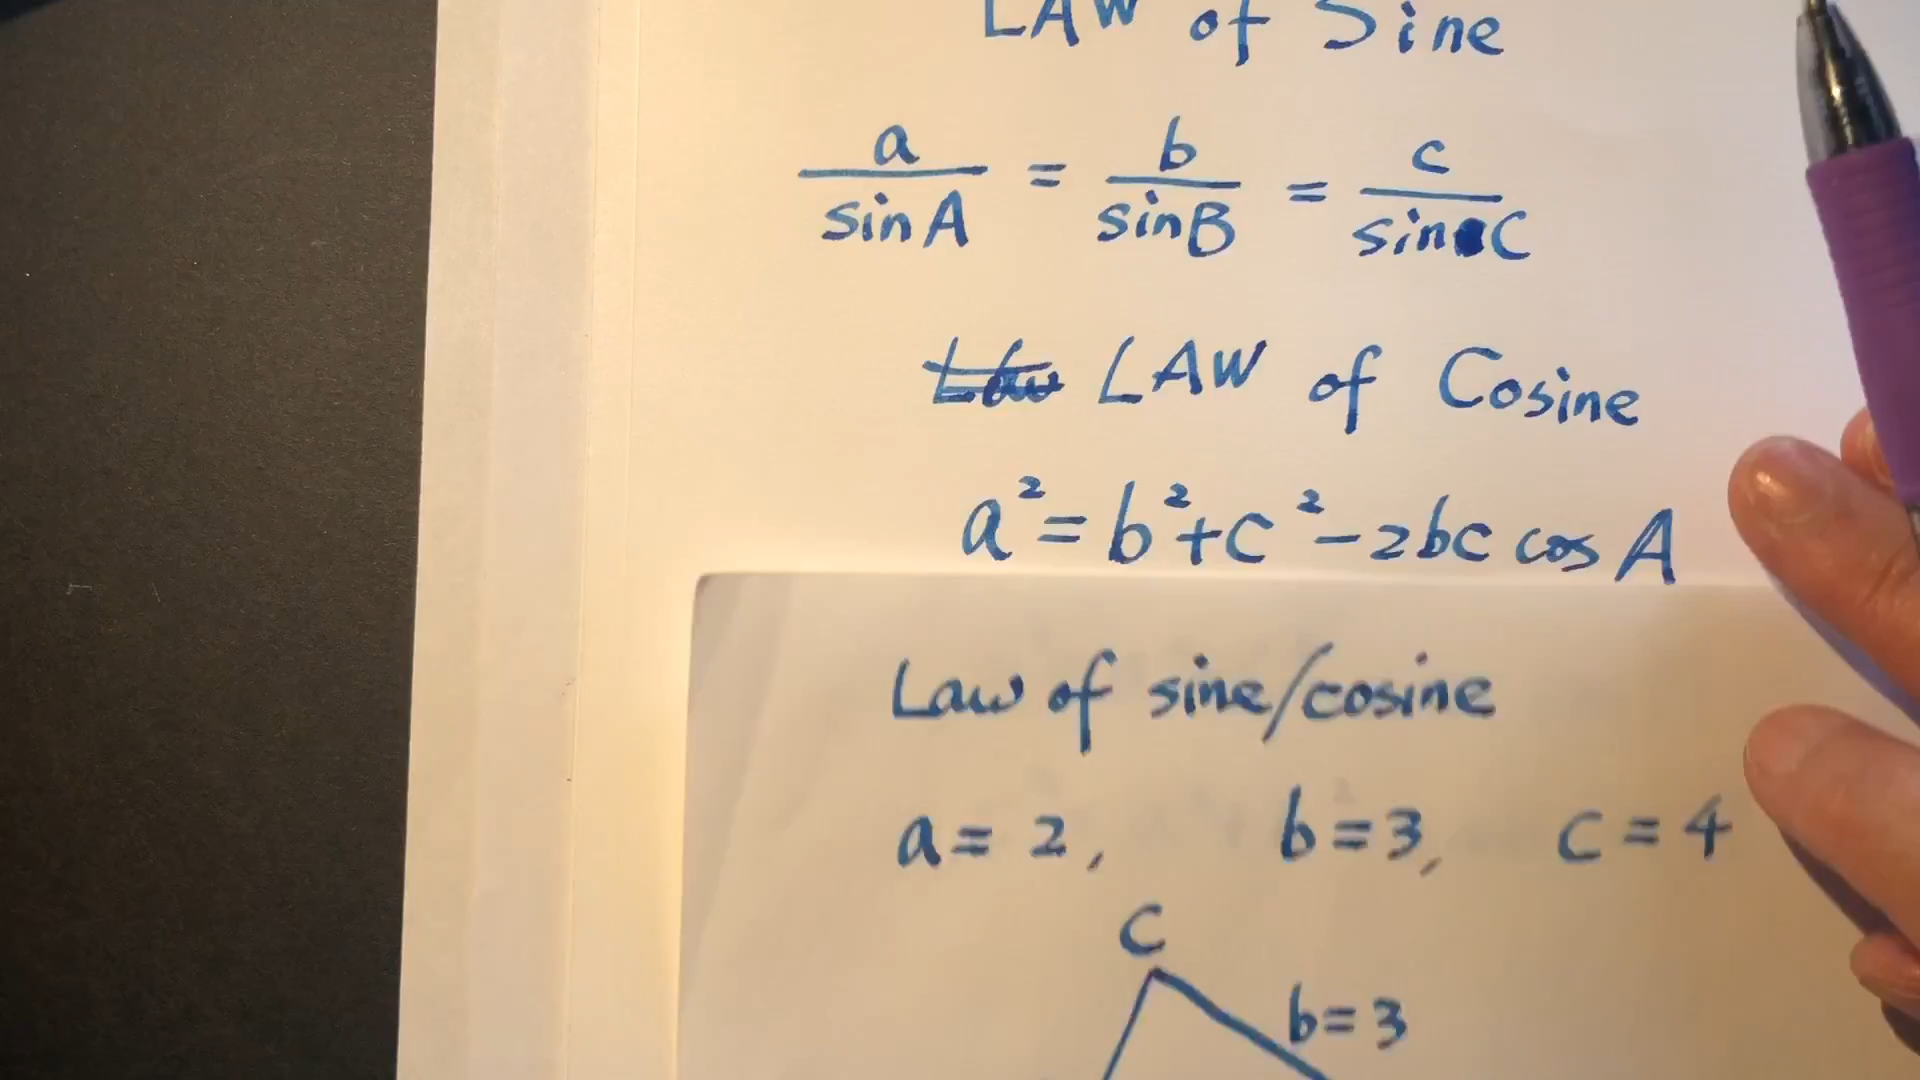 LAW of Sine
a/sinA = b/sinB = c/sinC
Law LAW of Cosine
a²=b²+c²-2bc cos A
Law of sine/cosine
a=2, b=3, c=4
C
b=3